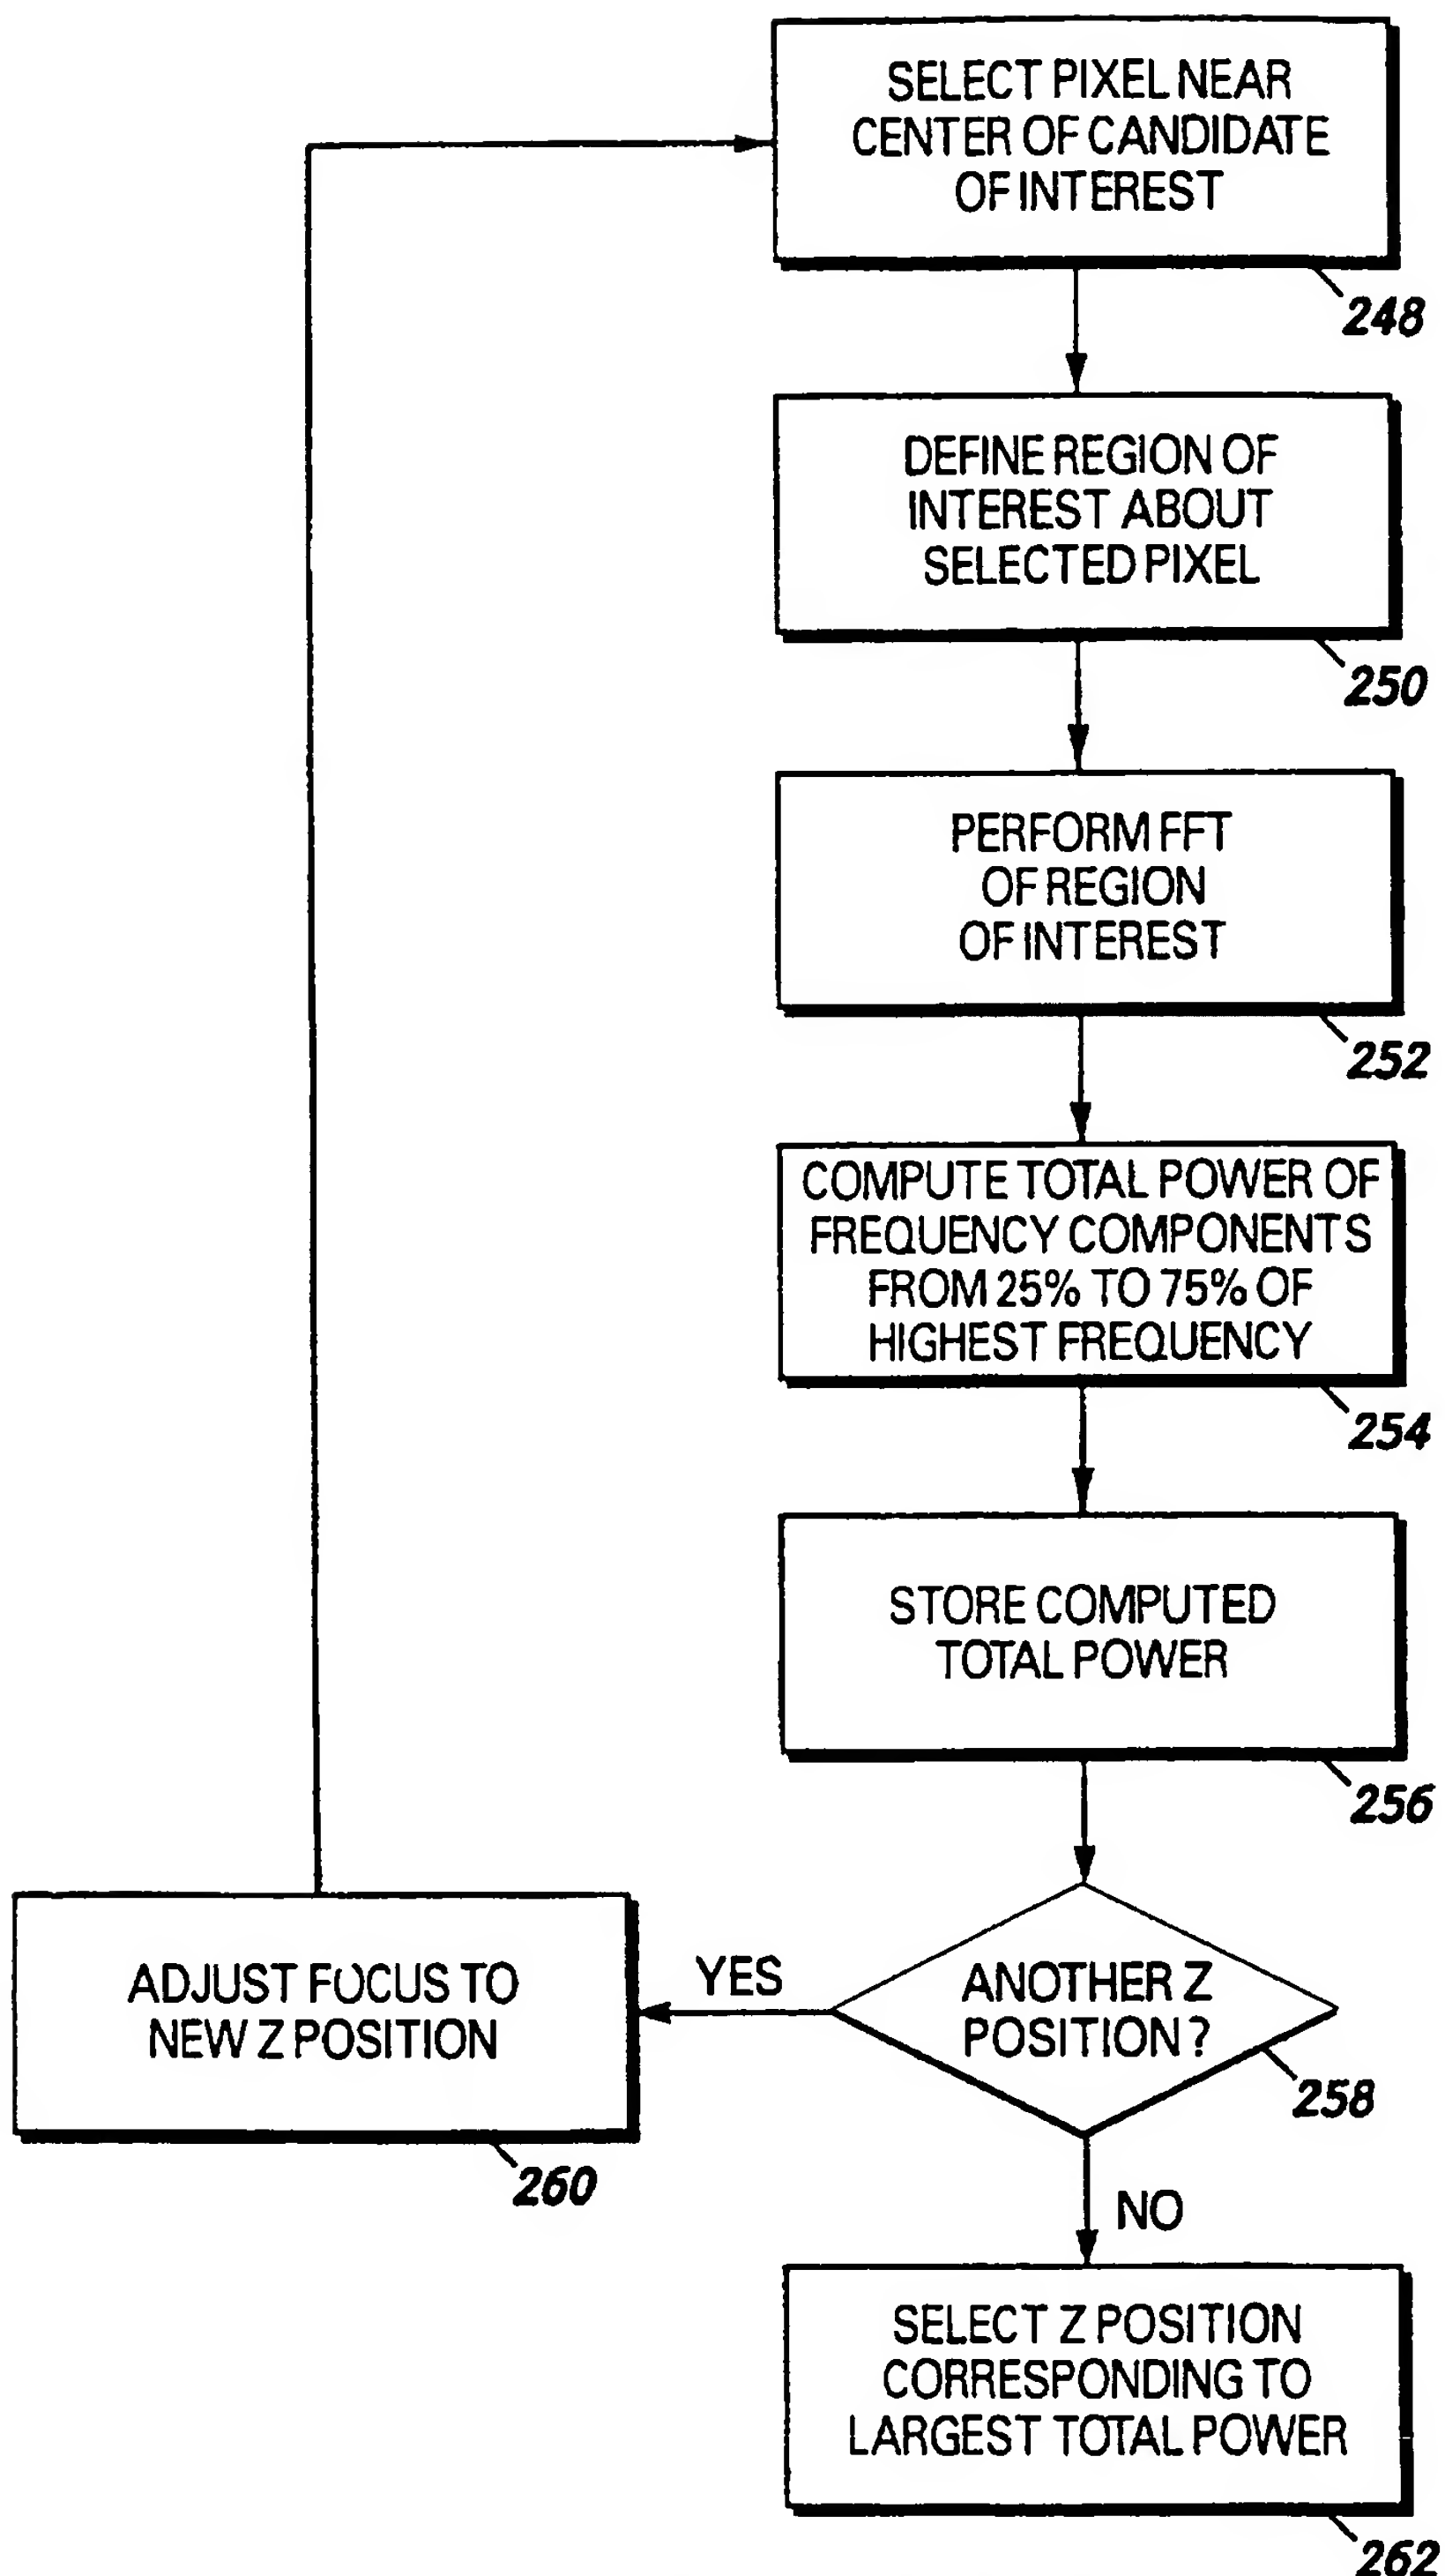 SELECT PIXEL NEAR
CENTER OF CANDIDATE
OF INTEREST
248
DEFINE REGION OF
INTEREST ABOUT
SELECTED PIXEL
250
PERFORM FFT
OF REGION
OF INTEREST
252
COMPUTE TOTAL POWER OF
FREQUENCY COMPONENTS
FROM 25% TO 75% OF
HIGHEST FREQUENCY
254
STORE COMPUTED
TOTAL POWER
256
ANOTHER Z
POSITION?
258
YES
ADJUST FOCUS TO
NEW Z POSITION
260
NO
SELECT Z POSITION
CORRESPONDING TO
LARGEST TOTAL POWER
262